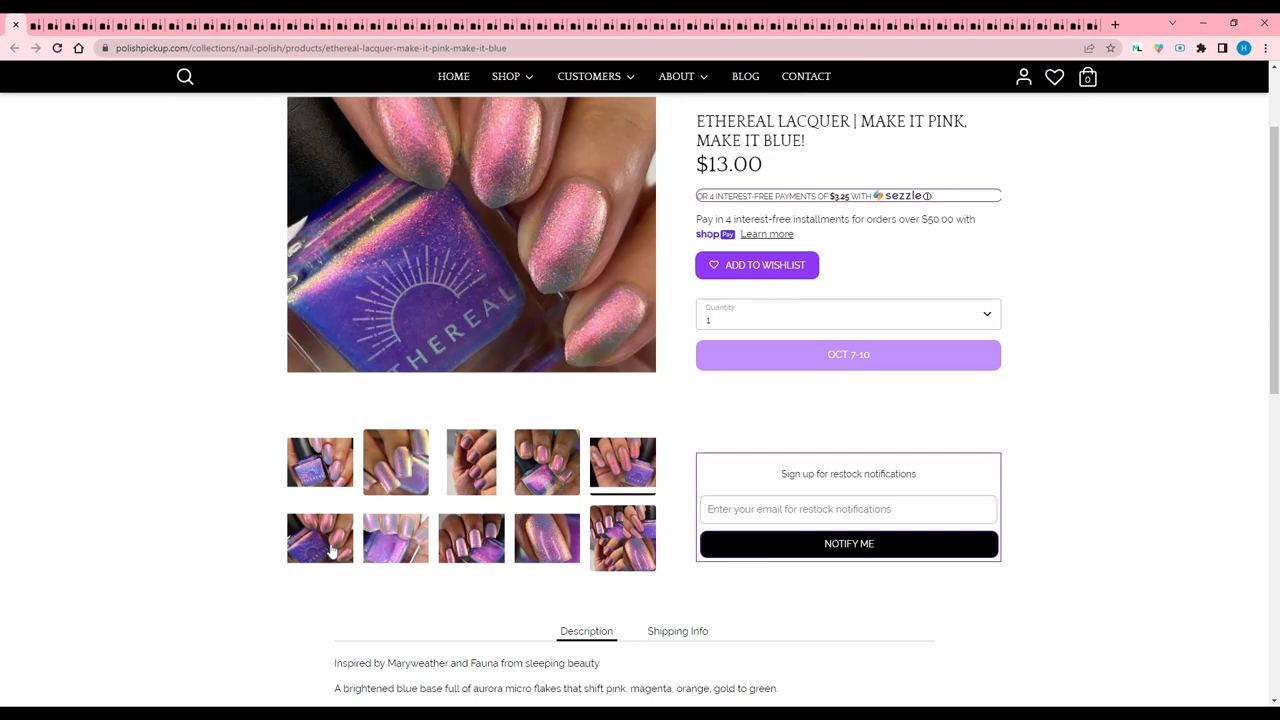 polishpickup.com/collections/nail-polish/products/ethereal-lacquer-make-it-pink-make-it-blue
H
HOME SHOP CUSTOMERS ABOUT BLOG CONTACT
0
ETHEREAL LACQUER | MAKE IT PINK,
MAKE IT BLUE!
$13.00
OR 4 INTEREST-FREE PAYMENTS OF $3.25 WITH sezzle
Pay in 4 interest-free installments for orders over $50.00 with
shop Pay Learn more
ADD TO WISHLIST
Quantity
1
OCT 7-10
THEREAL
Sign up for restock notifications
Enter your email for restock notifications
NOTIFY ME
Description Shipping Info
Inspired by Maryweather and Fauna from sleeping beauty
A brightened blue base full of aurora micro flakes that shift pink, magenta, orange, gold to green.